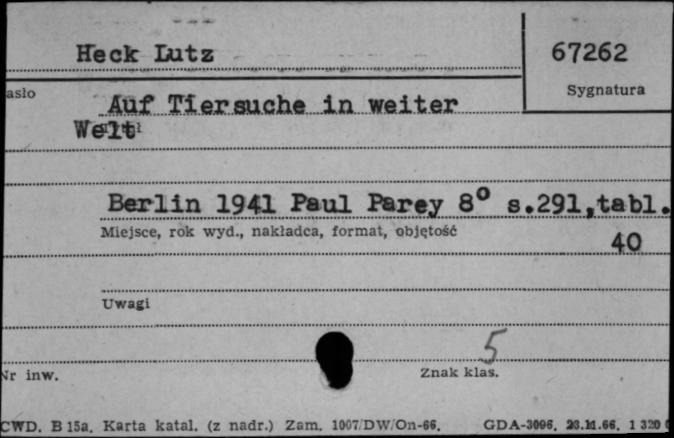 Heck Lutz
67262
asło
Sygnatura
Auf Tiersuche in weiter
Welt
Berlin 1941 Paul Parey 8° s.291,tabl.
Miejsce, rok wyd., nakładca, format, objętość
40
Uwagi
5
Nr inw.
Znak klas.
CWD. B 15a. Karta katal. (z nadr.) Zam. 1007/DW/On-66. GDA-3096. 23.11.66. 1 320